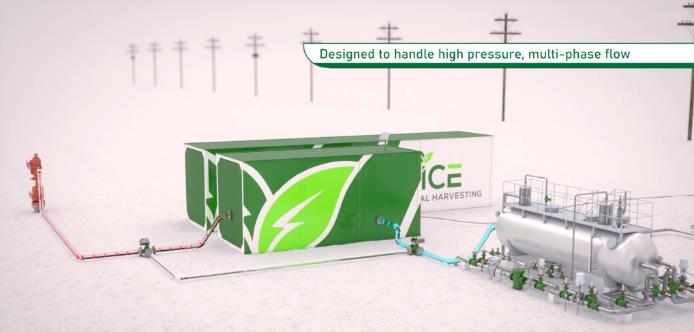 Designed to handle high pressure, multi-phase flow
ICE
AL HARVESTING